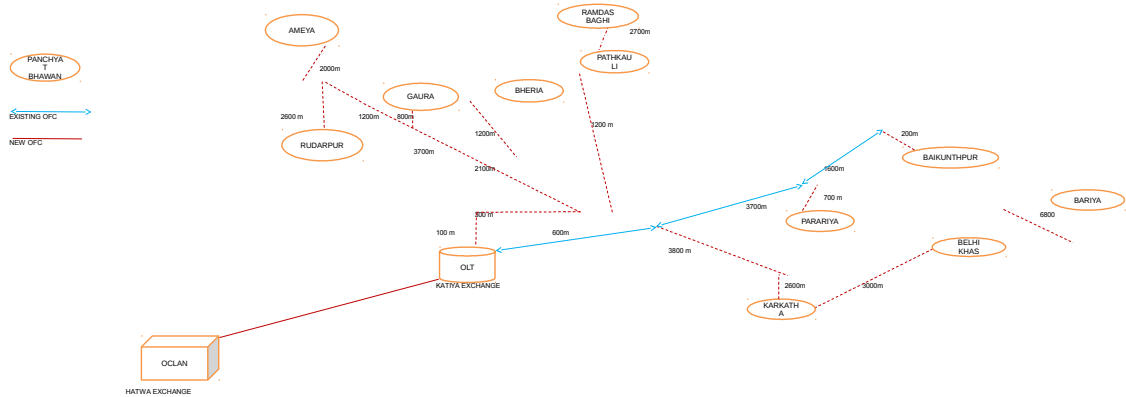 RAMDAS
BAGHI
2700m
AMEYA
PANCHYA
T
BHAWAN
2000m
PATHKAU
LI
BHERIA
GAURA
EXISTING OFC
2600 m
1200m
800m
1200 m
NEW OFC
RUDARPUR
1200m
3700m
2100m
200m
BAIKUNTHPUR
1600m
BARIYA
700 m
3700m
PARARIYA
6800
300 m
100 m
600m
3800 m
BELHI
KHAS
OLT
KATIYA EXCHANGE
2600m
3000m
KARKATH
A
OCLAN
HATWA EXCHANGE